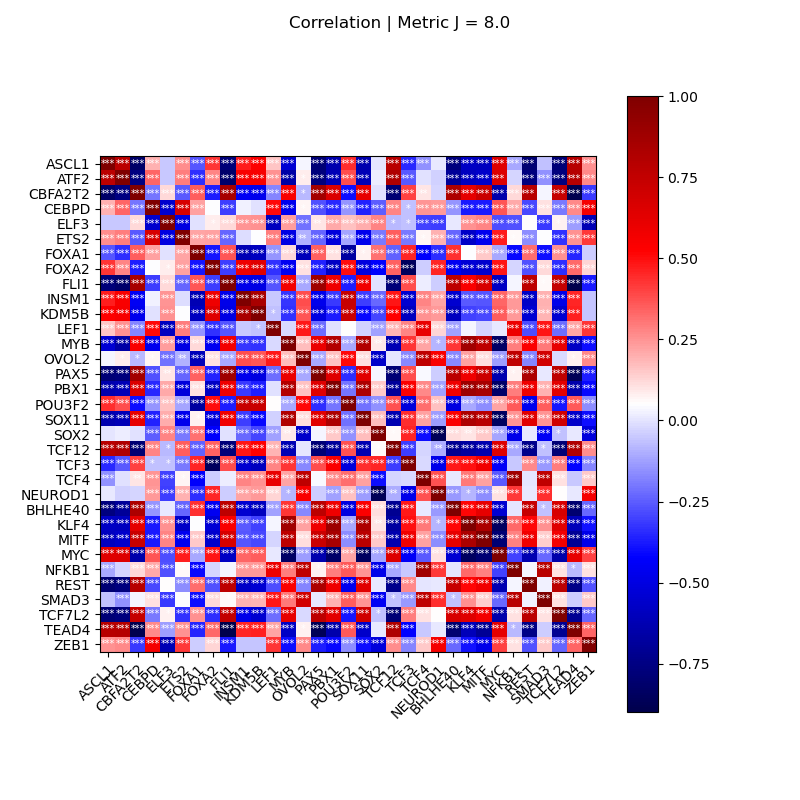 Correlation | Metric J = 8.0
ASCL1
ATF2
CBFA2T2
CEBPD
ELF3
ETS2
FOXA1
FOXA2
FLI1
INSM1
KDM5B
LEF1
MYB
OVOL2
PAX5
PBX1
POU3F2
SOX11
SOX2
TCF12
TCF3
TCF4
NEUROD1
BHLHE40
KLF4
MITF
MYC
NFKB1
REST
SMAD3
TCF7L2
TEAD4
ZEB1
ASCL1
ATF2
CBFA2T2
CEBPD
ELF3
ETS2
FOXA1
FOXA2
FLI1
INSM1
KDM5B
LEF1
MYB
OVOL2
PAX5
PBX1
POU3F2
SOX11
SOX2
TCF12
TCF3
TCF4
NEUROD1
BHLHE40
KLF4
MITF
MYC
NFKB1
REST
SMAD3
TCF7L2
TEAD4
ZEB1
1.00
0.75
0.50
0.25
0.00
−0.25
−0.50
−0.75